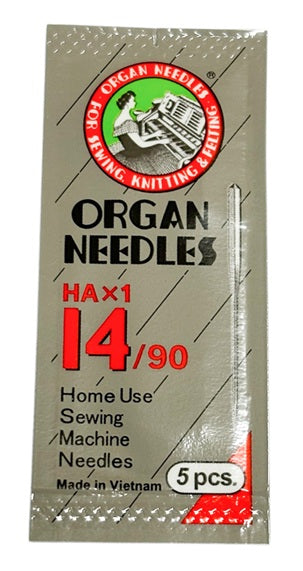 ORGAN NEEDLES
FOR SEWING, KNITTING & FELTING
®
ORGAN
NEEDLES
HA×1
14/90
Home Use
Sewing
Machine
Needles
Made in Vietnam
5 pcs.